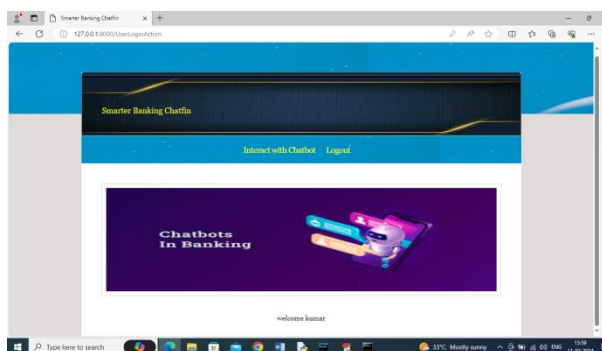 Smarter Banking Chatfin
127.0.0.1:8000/UserLoginAction
Smarter Banking Chatfin
Interact with Chatbot Logout
Chatbots
In Banking
welcome kumar
Type here to search
33°C Mostly sunny
ENG
15:39